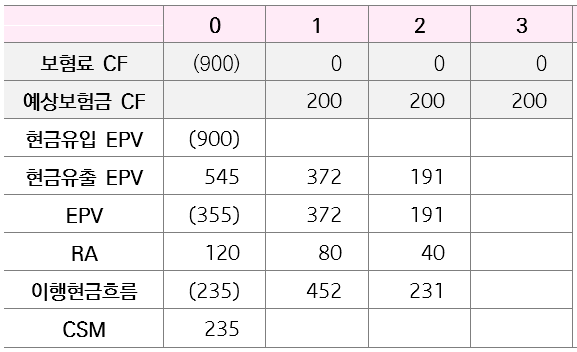 0 1 2 3
보험료 CF (900) 0 0 0
예상보험금 CF 200 200 200
현금유입 EPV (900)
현금유출 EPV 545 372 191
EPV (355) 372 191
RA 120 80 40
이행현금흐름 (235) 452 231
CSM 235